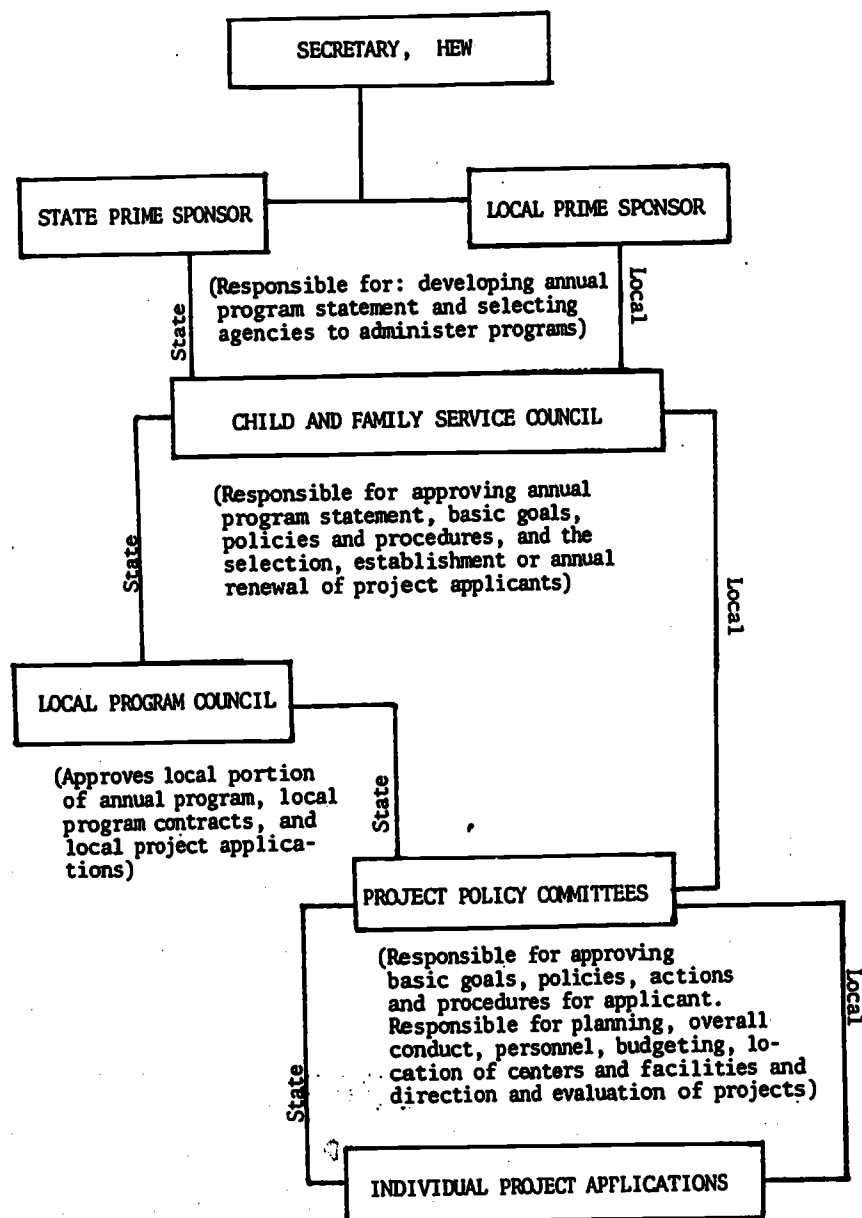 SECRETARY, HEW
STATE PRIME SPONSOR
LOCAL PRIME SPONSOR
State
(Responsible for: developing annual
program statement and selecting
agencies to administer programs)
Local
CHILD AND FAMILY SERVICE COUNCIL
State
(Responsible for approving annual
program statement, basic goals,
policies and procedures, and the
selection, establishment or annual
renewal of project applicants)
Local
LOCAL PROGRAM COUNCIL
(Approves local portion
of annual program, local
program contracts, and
local project applica-
tions)
State
PROJECT POLICY COMMITTEES
State
(Responsible for approving
basic goals, policies, actions
and procedures for applicant.
Responsible for planning, overall
conduct, personnel, budgeting, lo-
cation of centers and facilities and
direction and evaluation of projects)
Local
INDIVIDUAL PROJECT APPLICATIONS